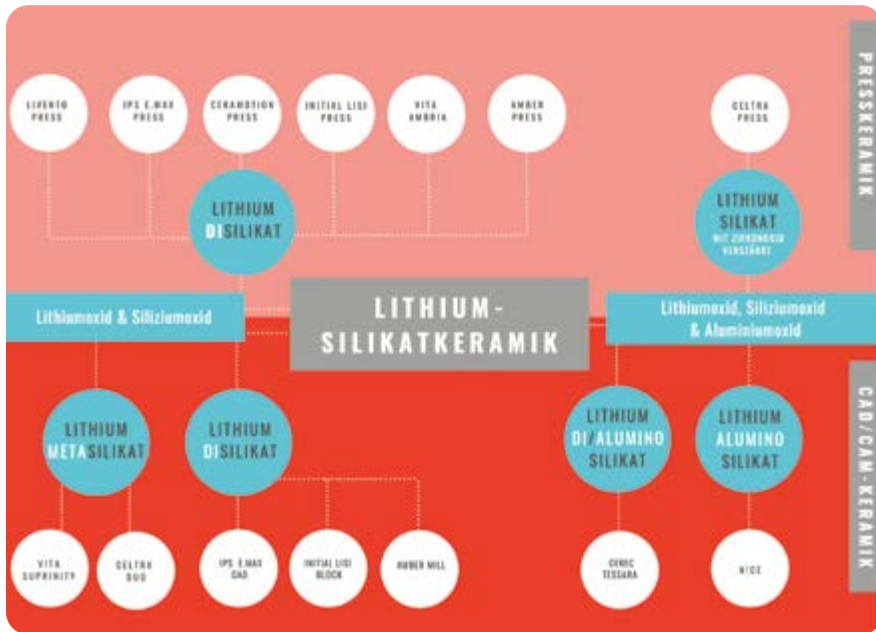 LIVENTO
PRESS
IPS E.MAX
PRESS
CERAMOTION
PRESS
INITIAL LISI
PRESS
VITA
AMBRIA
AMBER
PRESS
CELTRA
PRESS
PRESSKERAMIK
LITHIUM
DISILIKAT
LITHIUM
SILIKAT
MIT ZIRKONOXID
VERSTÄRKT
Lithiumoxid & Siliziumoxid
LITHIUM-
SILIKATKERAMIK
Lithiumoxid, Siliziumoxid
& Aluminiumoxid
LITHIUM
METASILIKAT
LITHIUM
DISILIKAT
LITHIUM
DI/ALUMINO
SILIKAT
LITHIUM
ALUMINO
SILIKAT
CAD/CAM-KERAMIK
VITA
SUPRINITY
CELTRA
DUO
IPS E.MAX
CAD
INITIAL LISI
BLOCK
AMBER MILL
CEREC
TESSARA
N!CE